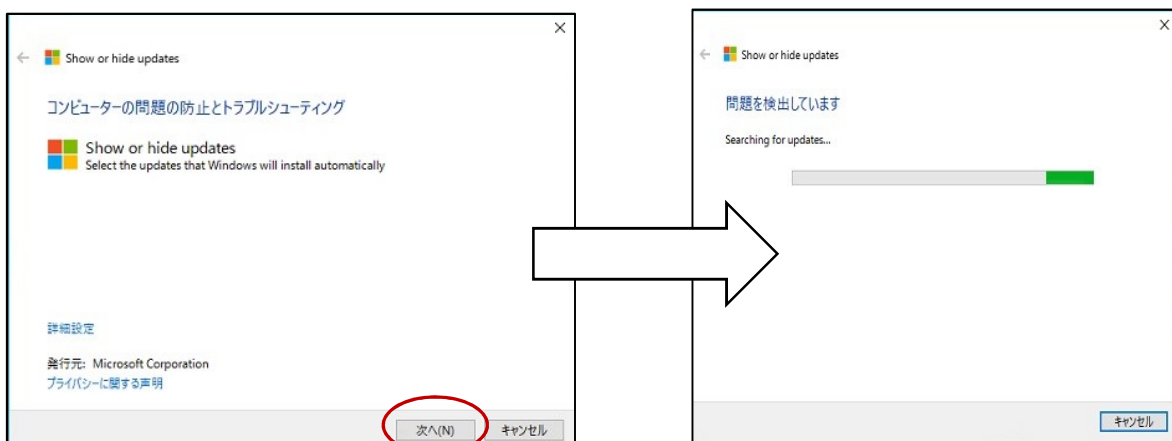 Show or hide updates
コンピューターの問題の防止とトラブルシューティング
Show or hide updates
Select the updates that Windows will install automatically
詳細設定
発行元: Microsoft Corporation
プライバシーに関する声明
次へ(N)
キャンセル
Show or hide updates
問題を検出しています
Searching for updates...
キャンセル